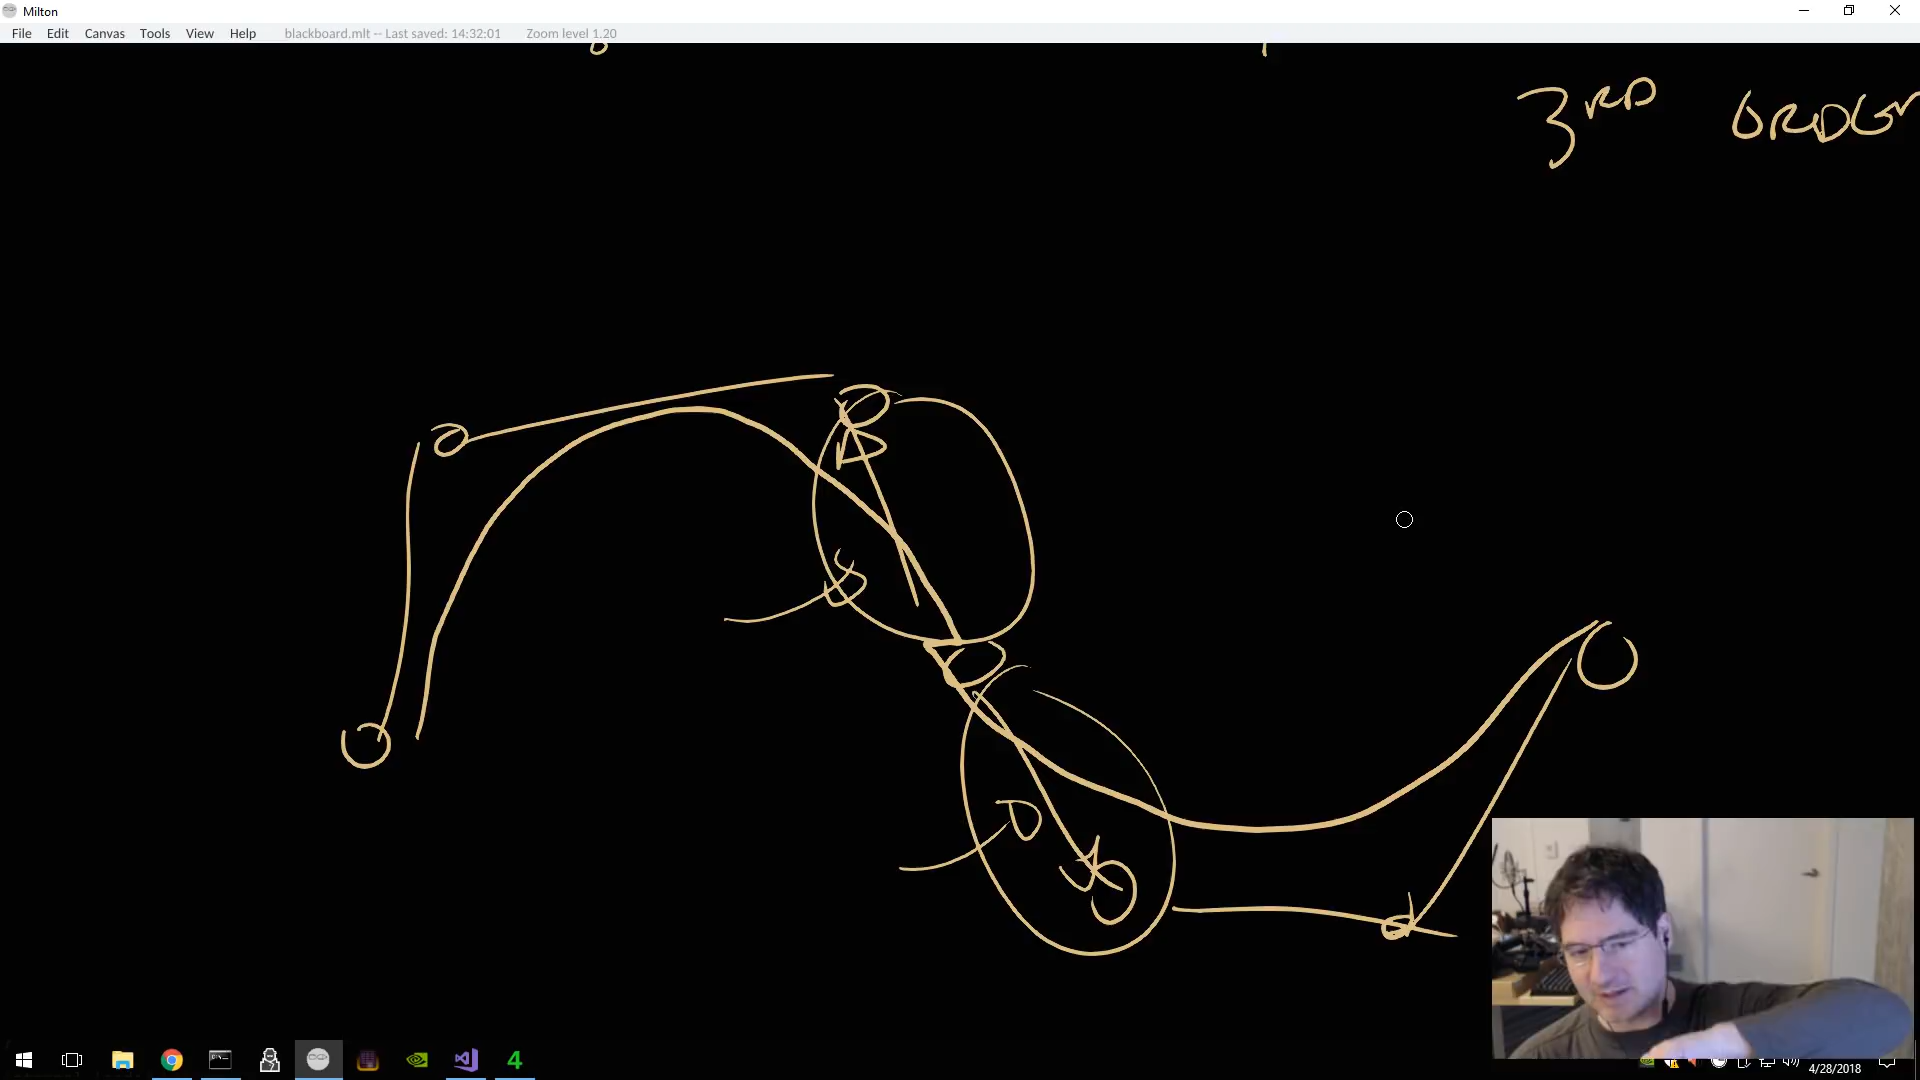 Milton
File Edit Canvas Tools View Help blackboard.mlt -- Last saved: 14:32:01 Zoom level 1.20
3RD ORDER
S
D
4
4/28/2018